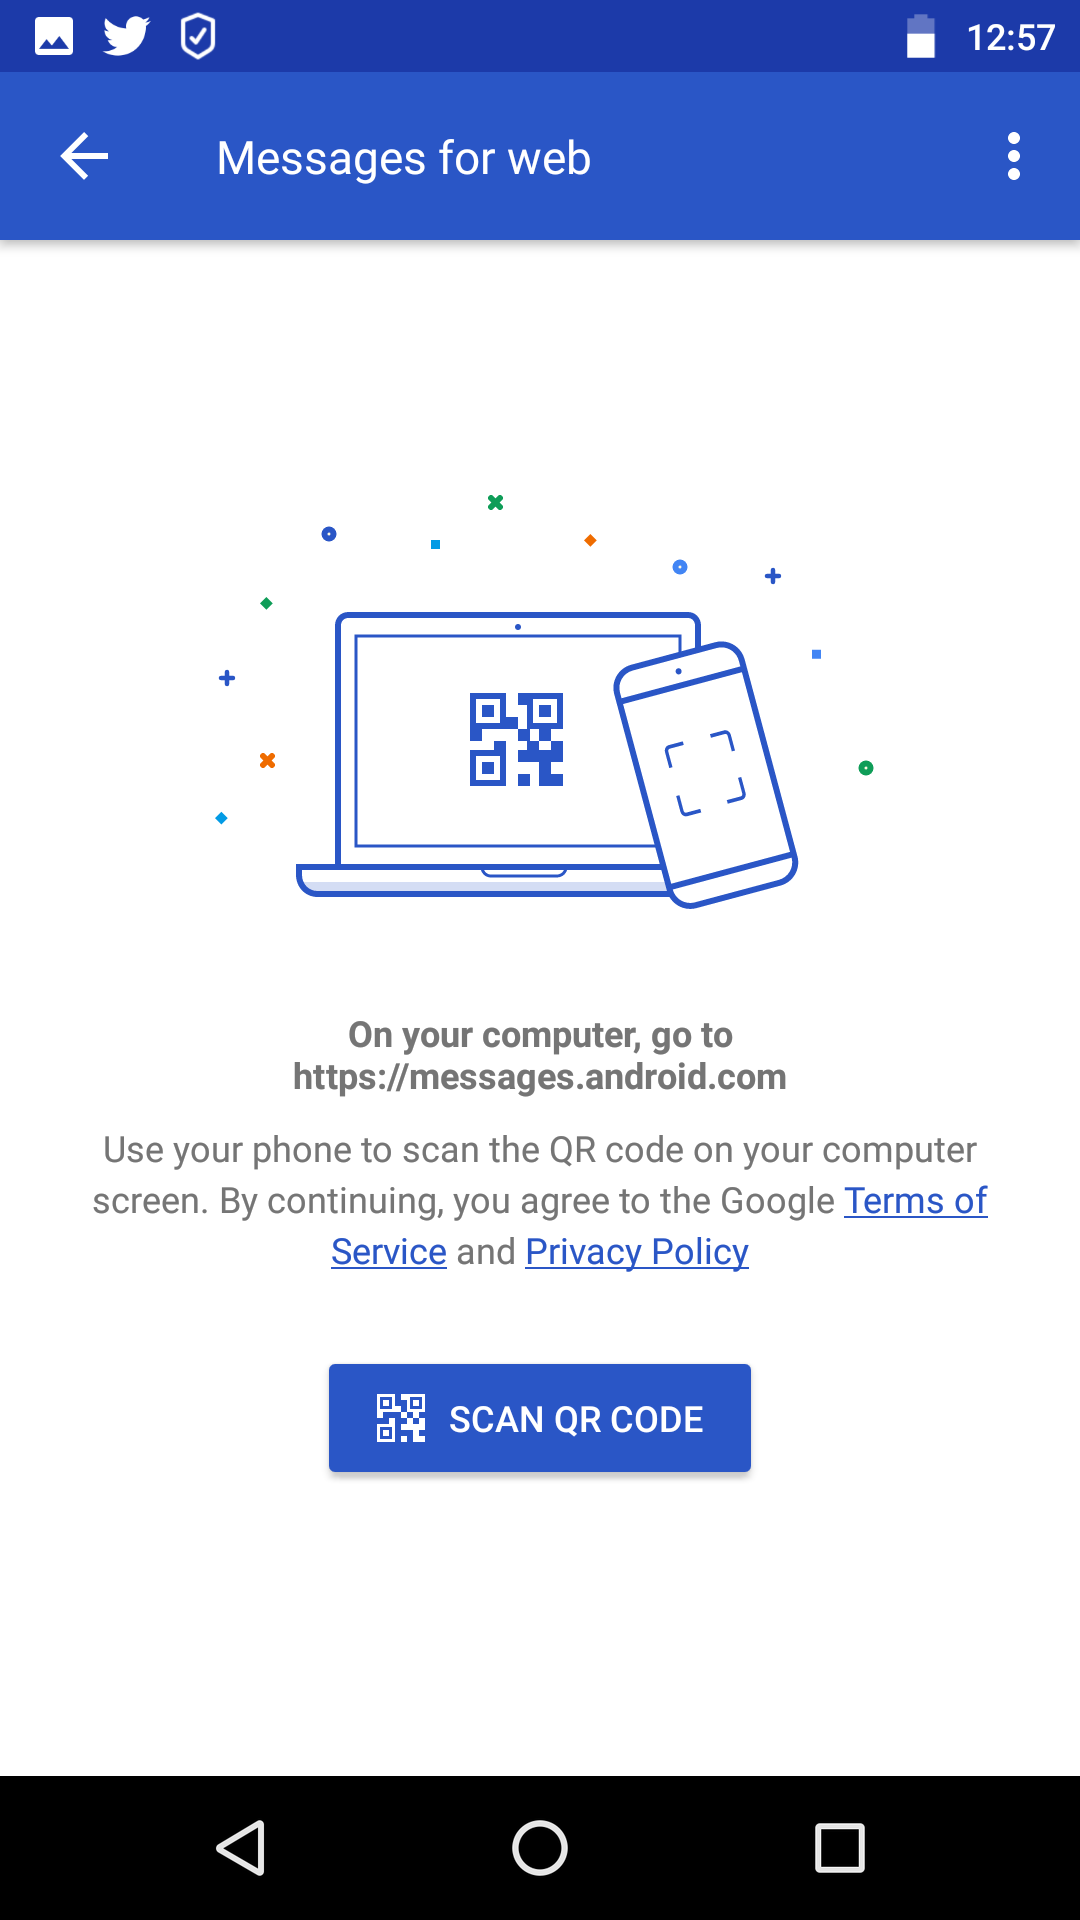 12:57
Messages for web
On your computer, go to
https://messages.android.com
Use your phone to scan the QR code on your computer
screen. By continuing, you agree to the Google Terms of
Service and Privacy Policy
SCAN QR CODE